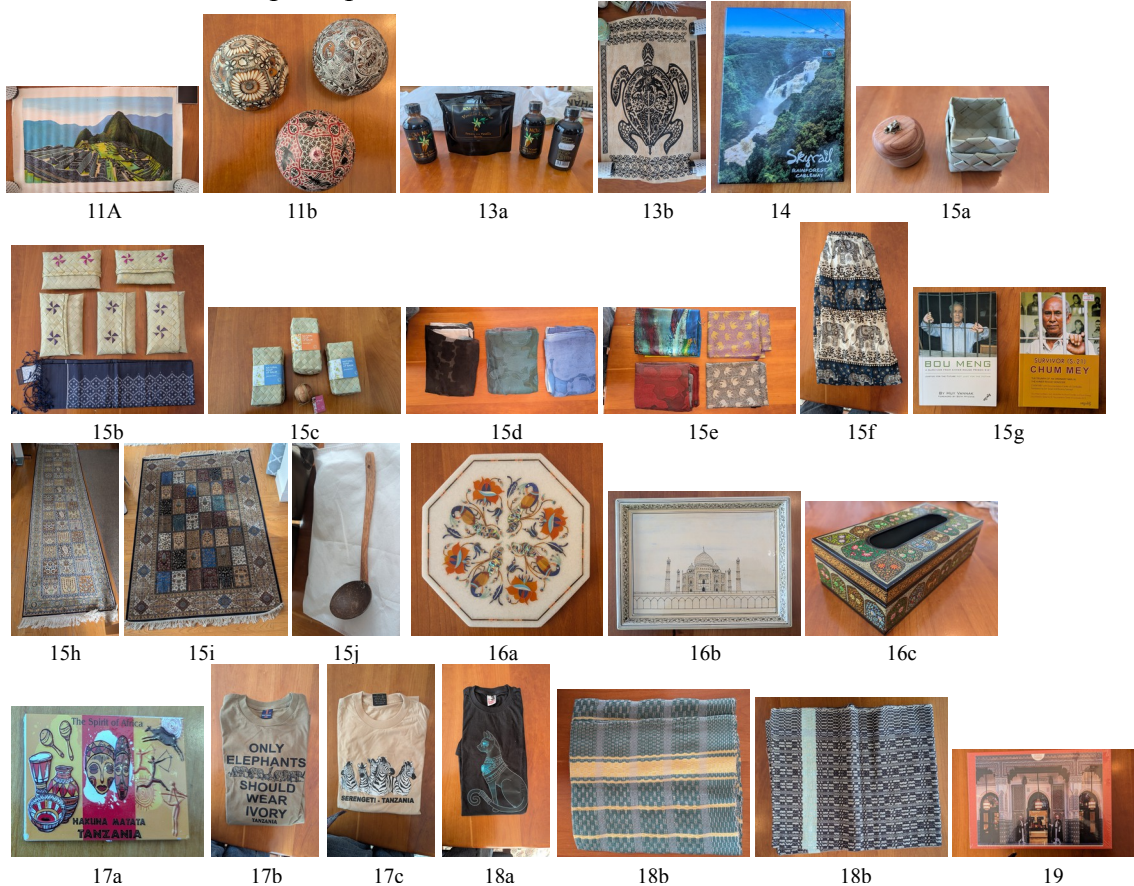 11A
11b
13a
13b
Skyrail
RAINFOREST
CABLEWAY
14
15a
15b
15c
15d
15e
15f
BOU MENG
SURVIVOR
CHUM MEY
15g
15h
15i
15j
16a
16b
16c
The Spirit of Africa
HAKUNA MATATA
TANZANIA
17a
ONLY
ELEPHANTS
SHOULD
WEAR
IVORY
TANZANIA
17b
SERENGETI - TANZANIA
17c
18a
18b
18b
19